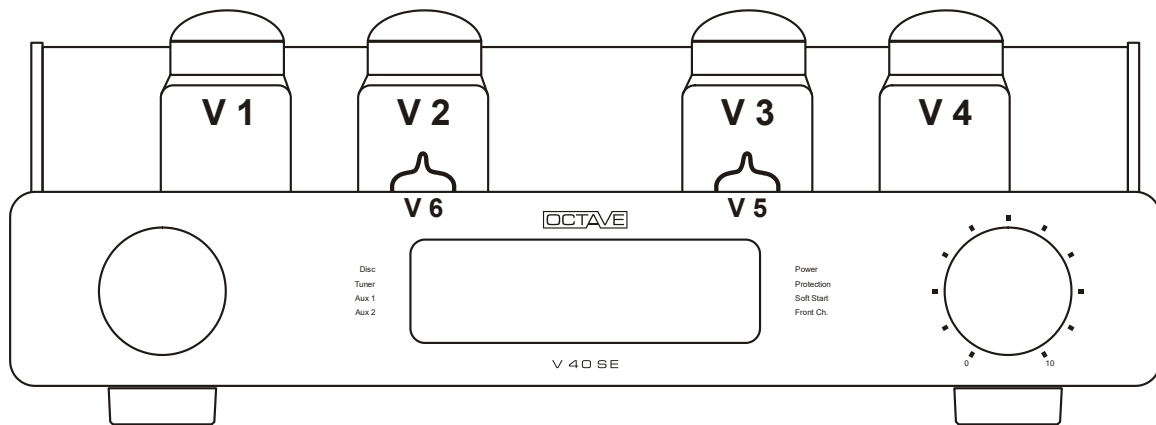 V 1
V 2
V 3
V 4
V 6
V 5
OCTAVE
Disc
Tuner
Aux 1
Aux 2
Power
Protection
Soft Start
Front Ch.
0
10
V 40 SE